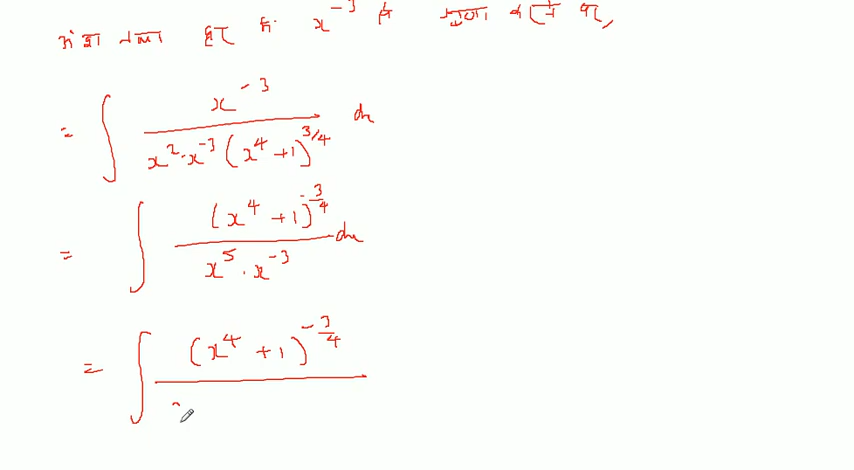 अंश तथा हर में x^{-3} से गुणा करने पर,
= ∫ x^{-3} / (x^2 · x^{-3} (x^4 + 1)^{3/4}) dx
= ∫ (x^4 + 1)^{-3/4} / (x^5 · x^{-3}) dx
= ∫ (x^4 + 1)^{-3/4}